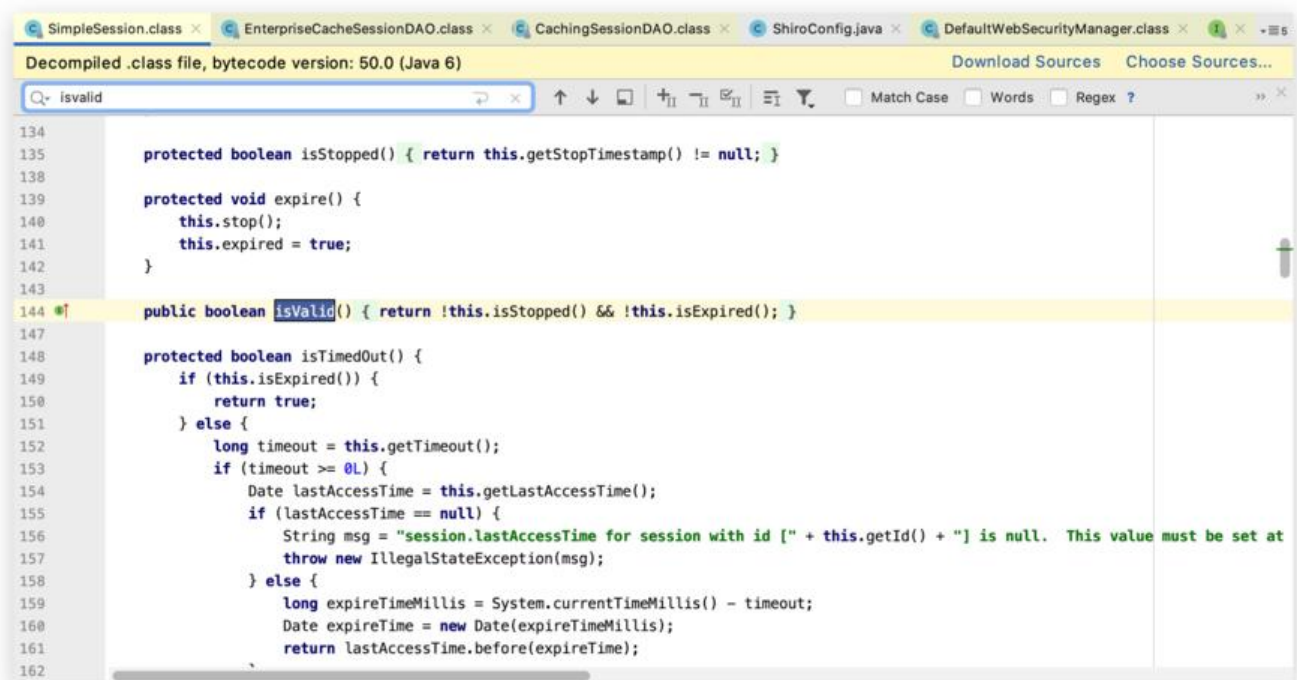 SimpleSession.class × EnterpriseCacheSessionDAO.class × CachingSessionDAO.class × ShiroConfig.java × DefaultWebSecurityManager.class × I × 5
Decompiled .class file, bytecode version: 50.0 (Java 6) Download Sources Choose Sources...
isvalid Match Case Words Regex ?
134
135 protected boolean isStopped() { return this.getStopTimestamp() != null; }
138
139 protected void expire() {
140 this.stop();
141 this.expired = true;
142 }
143
144 public boolean isValid() { return !this.isStopped() && !this.isExpired(); }
147
148 protected boolean isTimedOut() {
149 if (this.isExpired()) {
150 return true;
151 } else {
152 long timeout = this.getTimeout();
153 if (timeout >= 0L) {
154 Date lastAccessTime = this.getLastAccessTime();
155 if (lastAccessTime == null) {
156 String msg = "session.lastAccessTime for session with id [" + this.getId() + "] is null.  This value must be set at
157 throw new IllegalStateException(msg);
158 } else {
159 long expireTimeMillis = System.currentTimeMillis() - timeout;
160 Date expireTime = new Date(expireTimeMillis);
161 return lastAccessTime.before(expireTime);
162